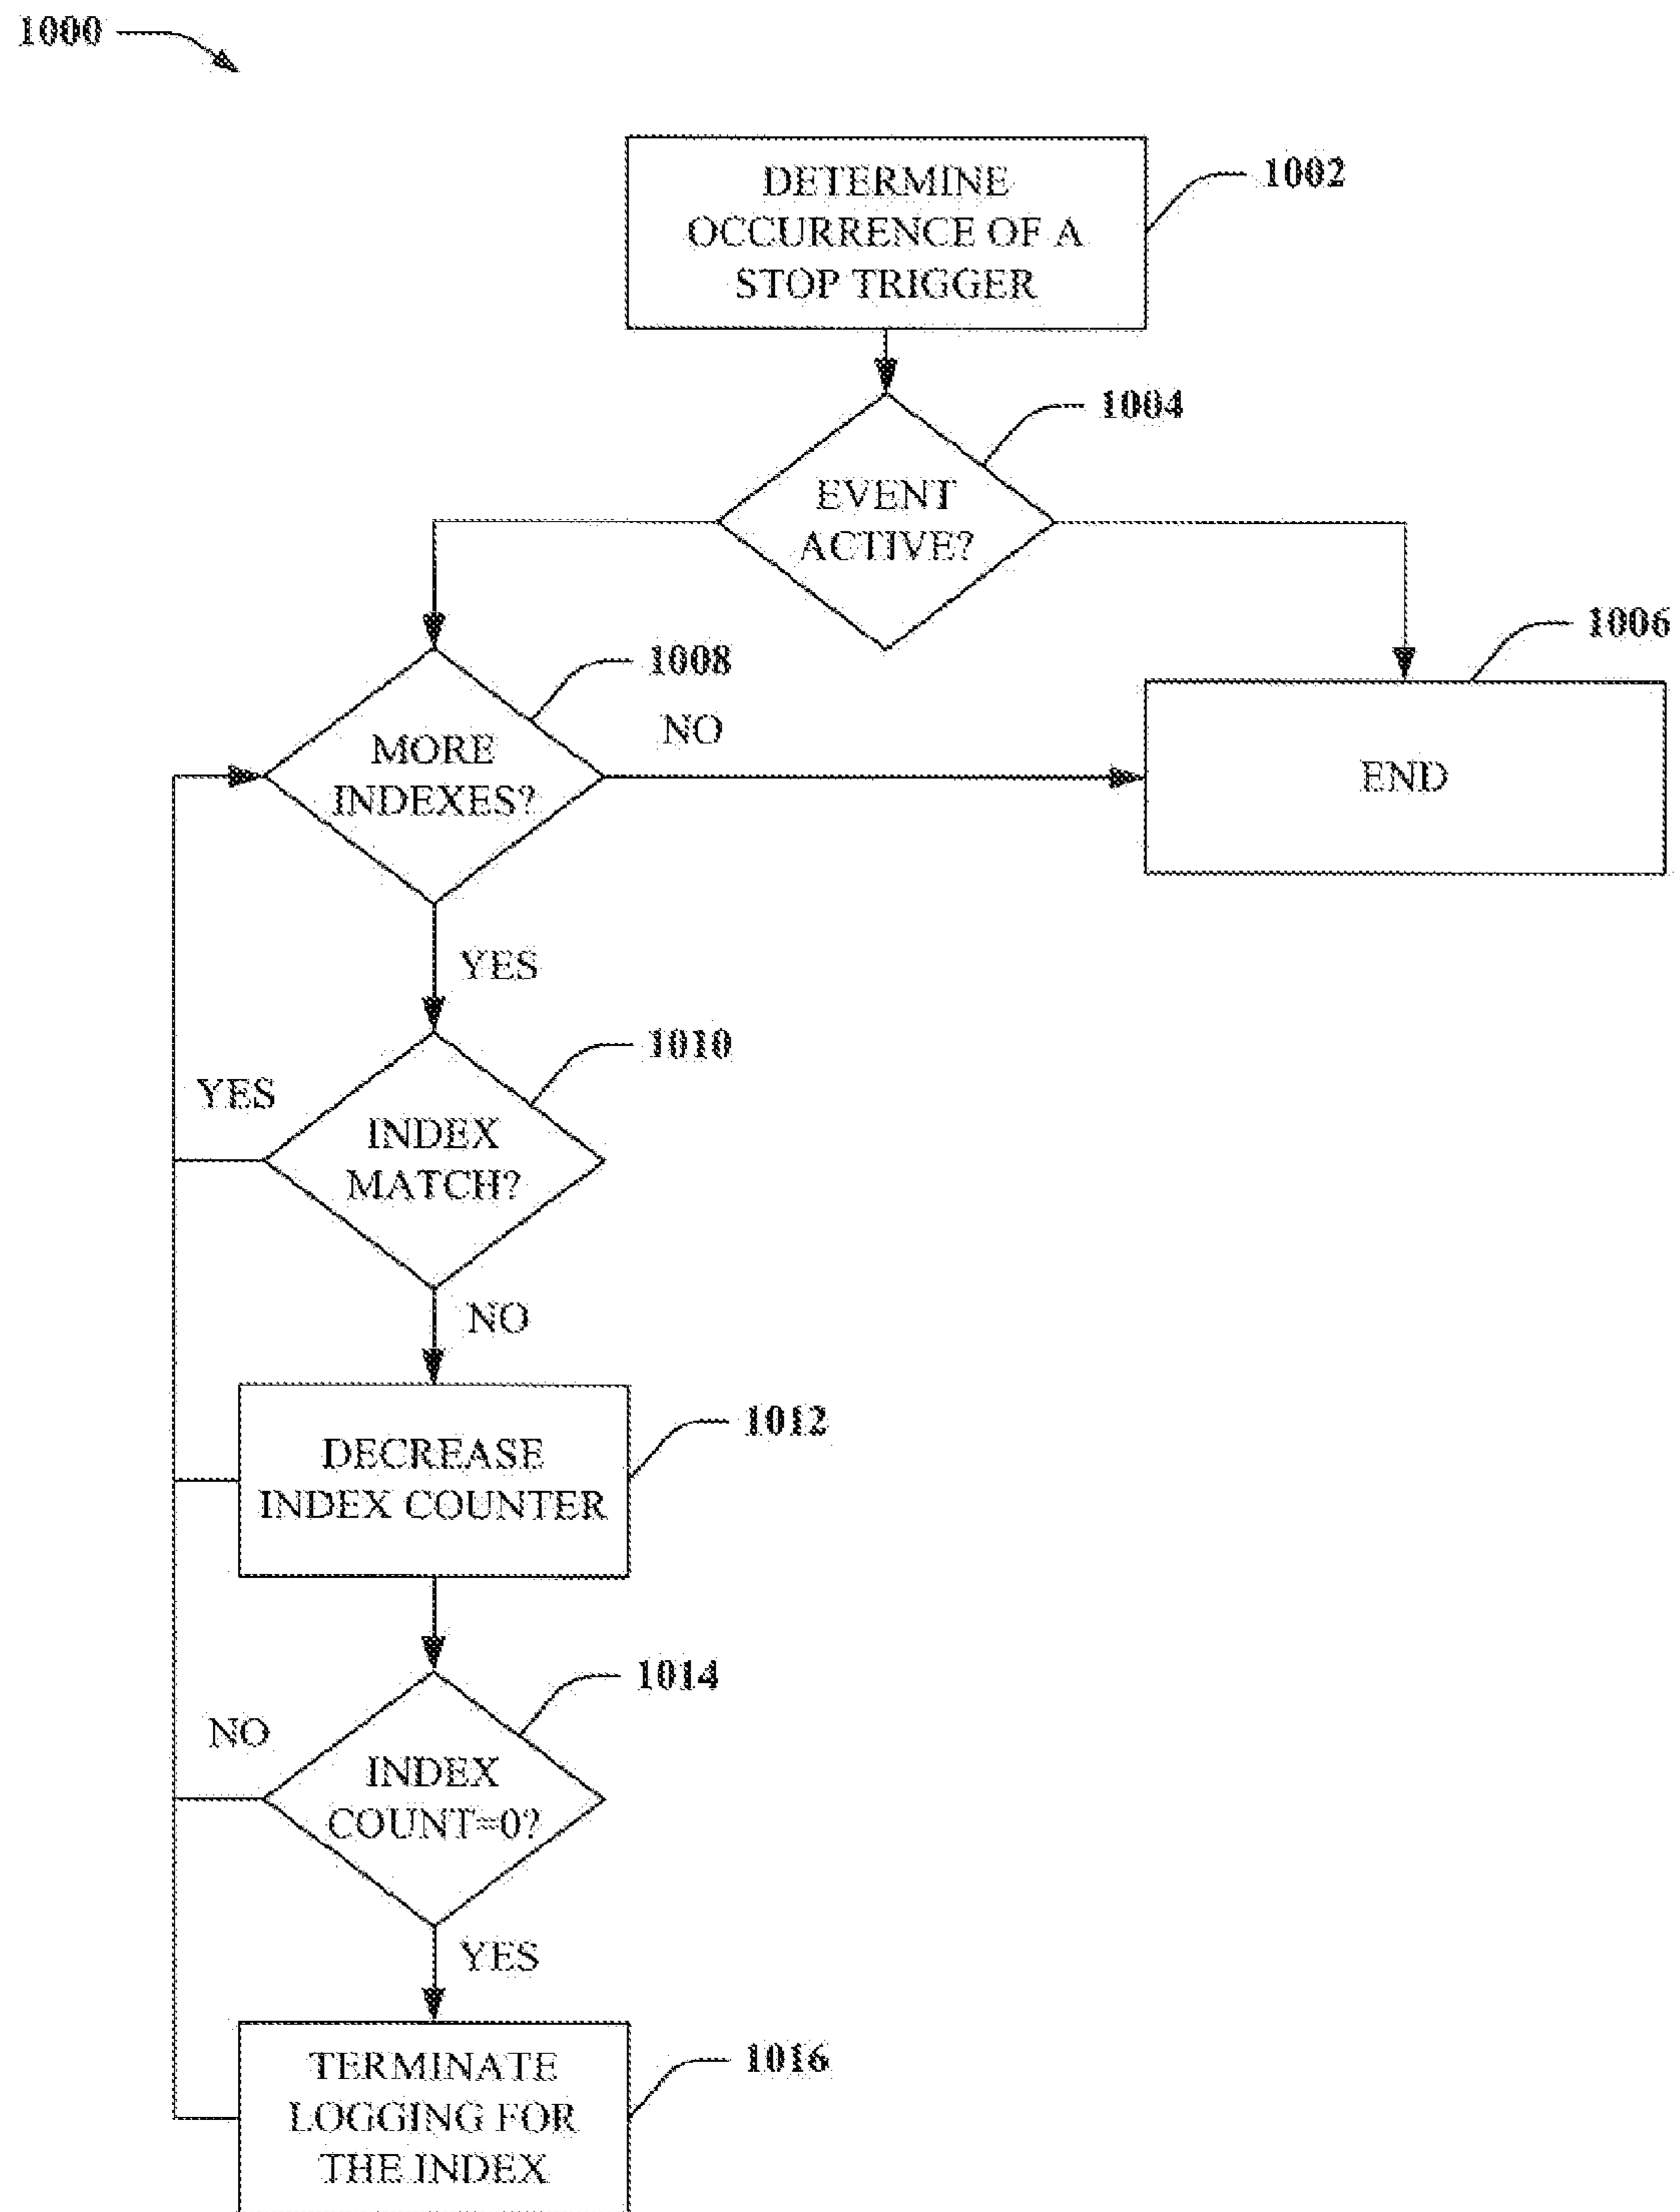 1000
DETERMINE
OCCURRENCE OF A
STOP TRIGGER
1002
EVENT
ACTIVE?
1004
1006
END
1008
MORE
INDEXES?
NO
YES
1010
YES
INDEX
MATCH?
NO
DECREASE
INDEX COUNTER
1012
1014
NO
INDEX
COUNT=0?
YES
TERMINATE
LOGGING FOR
THE INDEX
1016